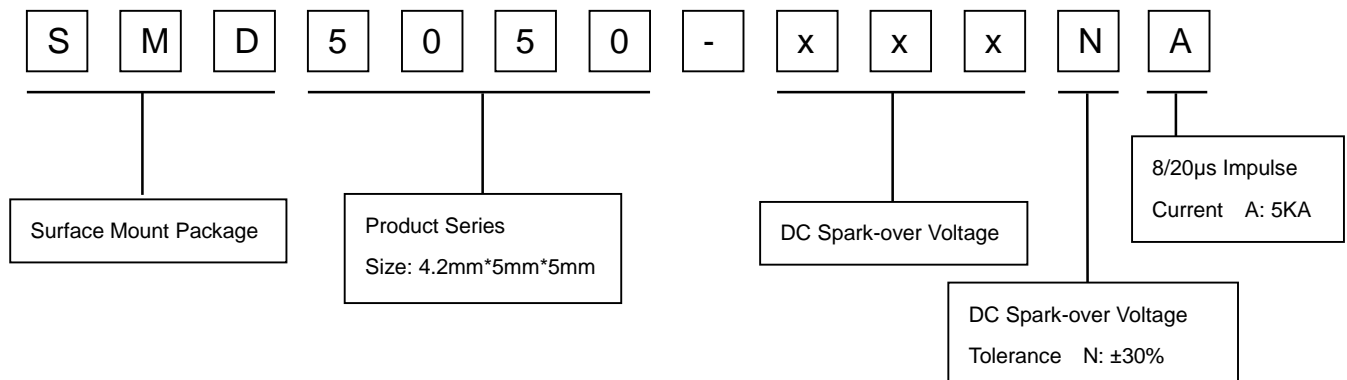 S M D 5 0 5 0 - x x x N A
Surface Mount Package
Product Series
Size: 4.2mm*5mm*5mm
DC Spark-over Voltage
8/20μs Impulse
Current A: 5KA
DC Spark-over Voltage
Tolerance N: ±30%